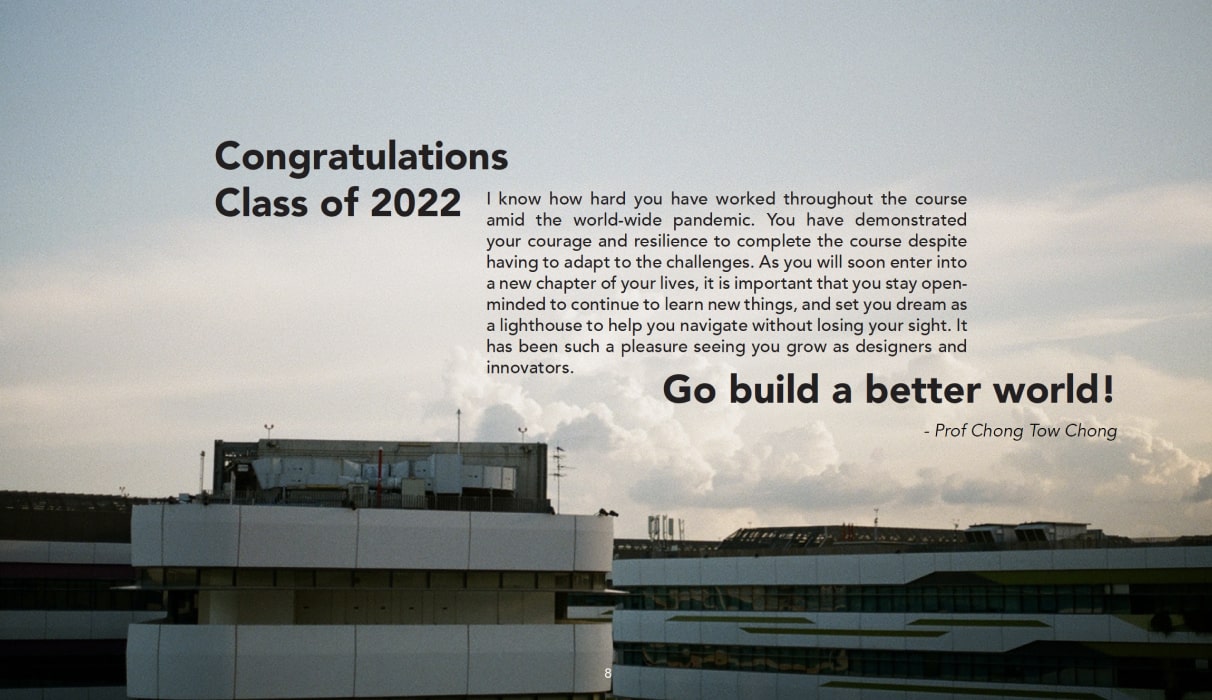 Congratulations
Class of 2022
I know how hard you have worked throughout the course
amid the world-wide pandemic. You have demonstrated
your courage and resilience to complete the course despite
having to adapt to the challenges. As you will soon enter into
a new chapter of your lives, it is important that you stay open-
minded to continue to learn new things, and set you dream as
a lighthouse to help you navigate without losing your sight. It
has been such a pleasure seeing you grow as designers and
innovators.
Go build a better world!
- Prof Chong Tow Chong
8